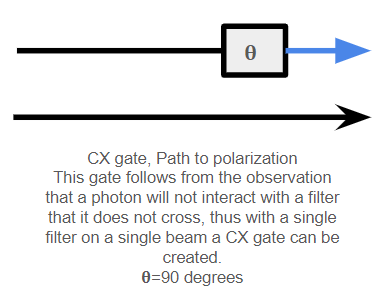 θ
CX gate, Path to polarization
This gate follows from the observation
that a photon will not interact with a filter
that it does not cross, thus with a single
filter on a single beam a CX gate can be
created.
θ=90 degrees